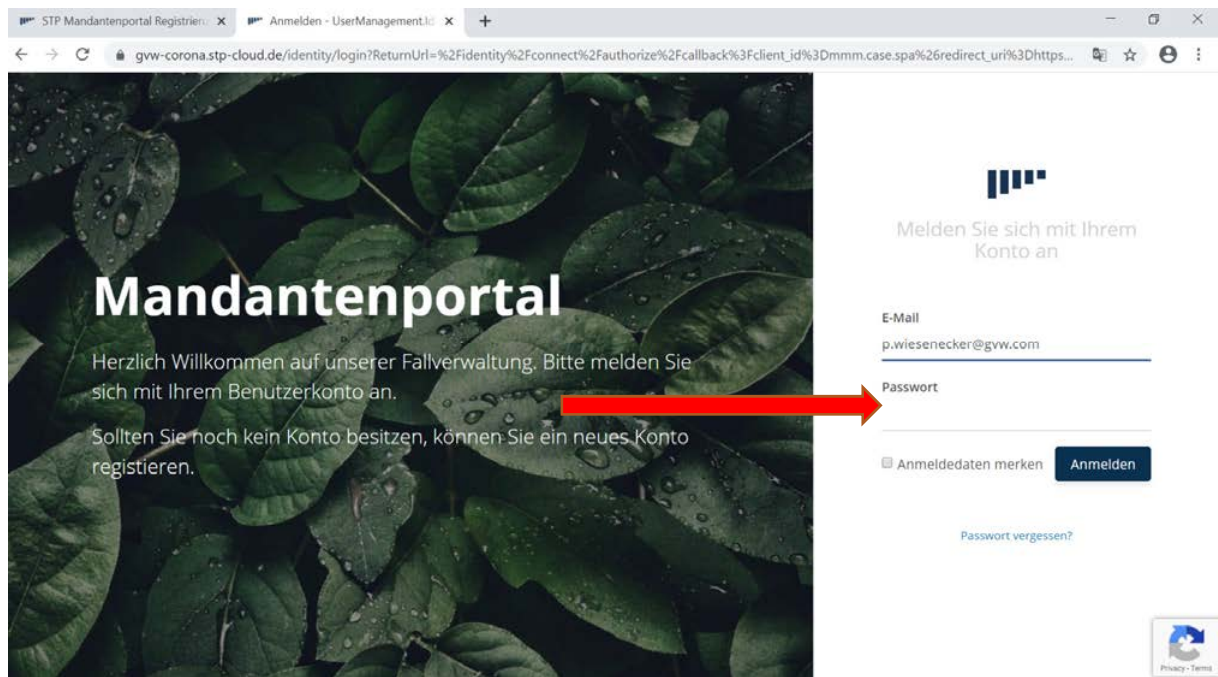 STP Mandantenportal Registrieru
Anmelden - UserManagement.Id
gvw-corona.stp-cloud.de/identity/login?ReturnUrl=%2Fidentity%2Fconnect%2Fauthorize%2Fcallback%3Fclient_id%3Dmmm.case.spa%26redirect_uri%3Dhttps...
Melden Sie sich mit Ihrem
Konto an
Mandantenportal
Herzlich Willkommen auf unserer Fallverwaltung. Bitte melden Sie
sich mit Ihrem Benutzerkonto an.
Sollten Sie noch kein Konto besitzen, können Sie ein neues Konto
registieren.
E-Mail
p.wiesenecker@gvw.com
Passwort
Anmeldedaten merken
Anmelden
Passwort vergessen?
Privacy - Terms